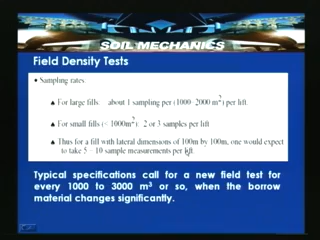 SOIL MECHANICS
Field Density Tests
• Sampling rates
♠ For large fills: about 1 sampling per (1000-2000 m²) per lift.
♠ For small fills (< 1000m²): 2 or 3 samples per lift
♠ Thus for a fill with lateral dimensions of 100m by 100m, one would expect
to take 5 – 10 sample measurements per lift.
Typical specifications call for a new field test for
every 1000 to 3000 m³ or so, when the borrow
material changes significantly.